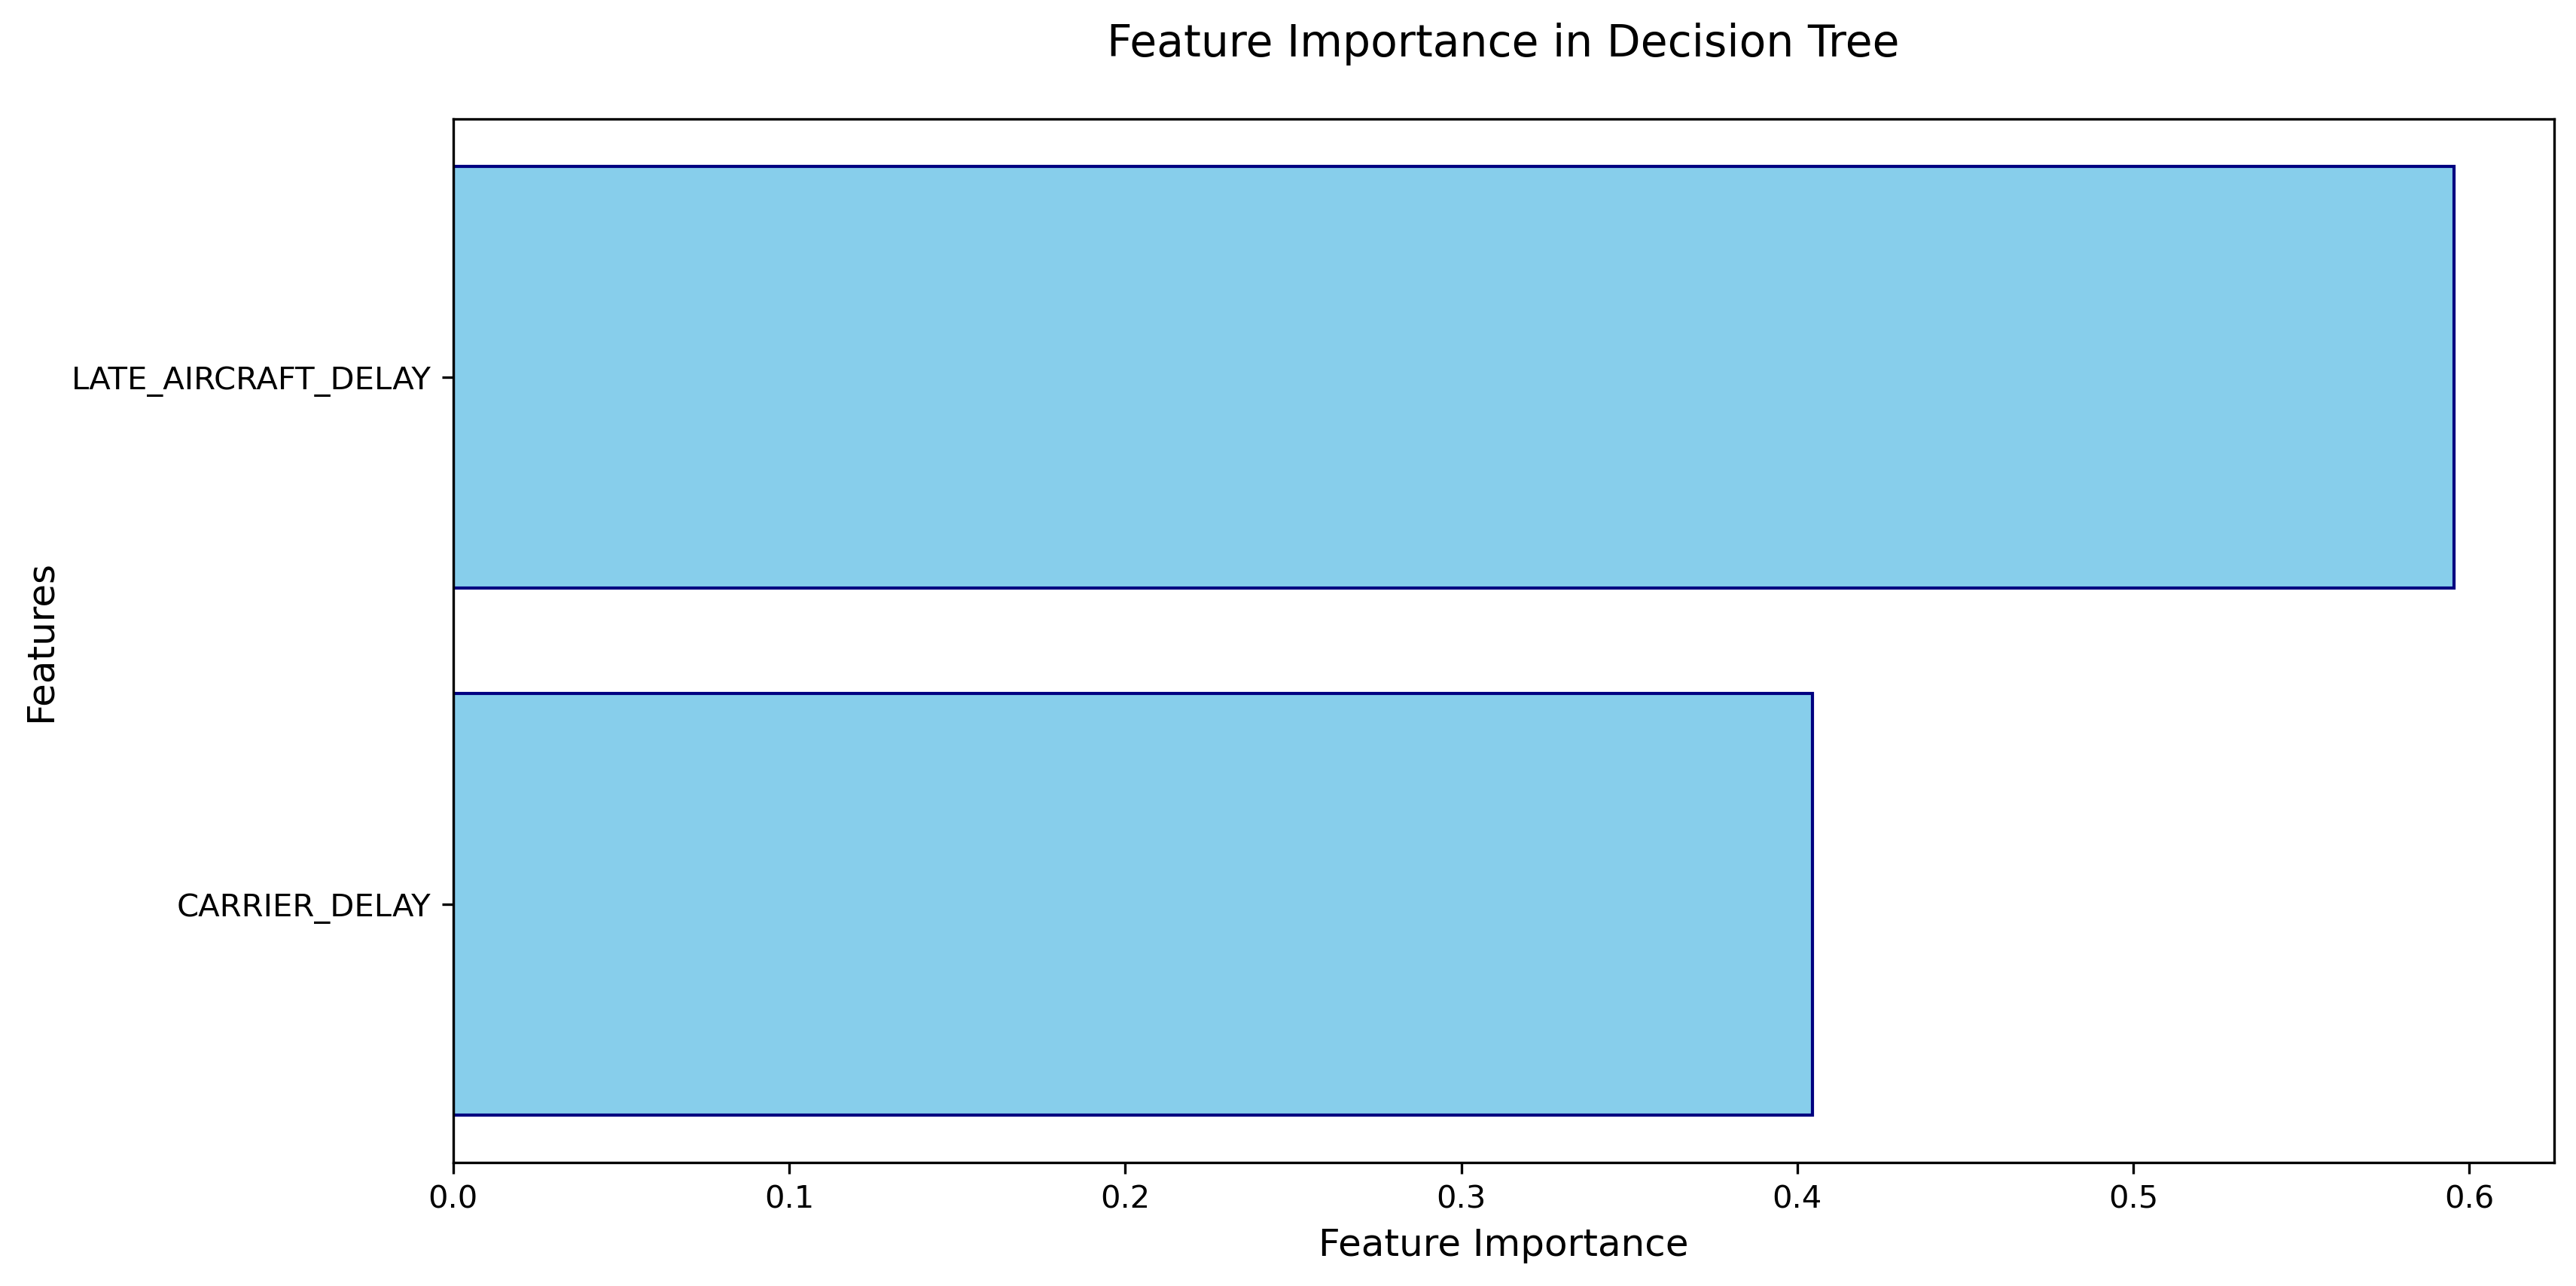 Feature Importance in Decision Tree
LATE_AIRCRAFT_DELAY
CARRIER_DELAY
Features
0.0 0.1 0.2 0.3 0.4 0.5 0.6
Feature Importance